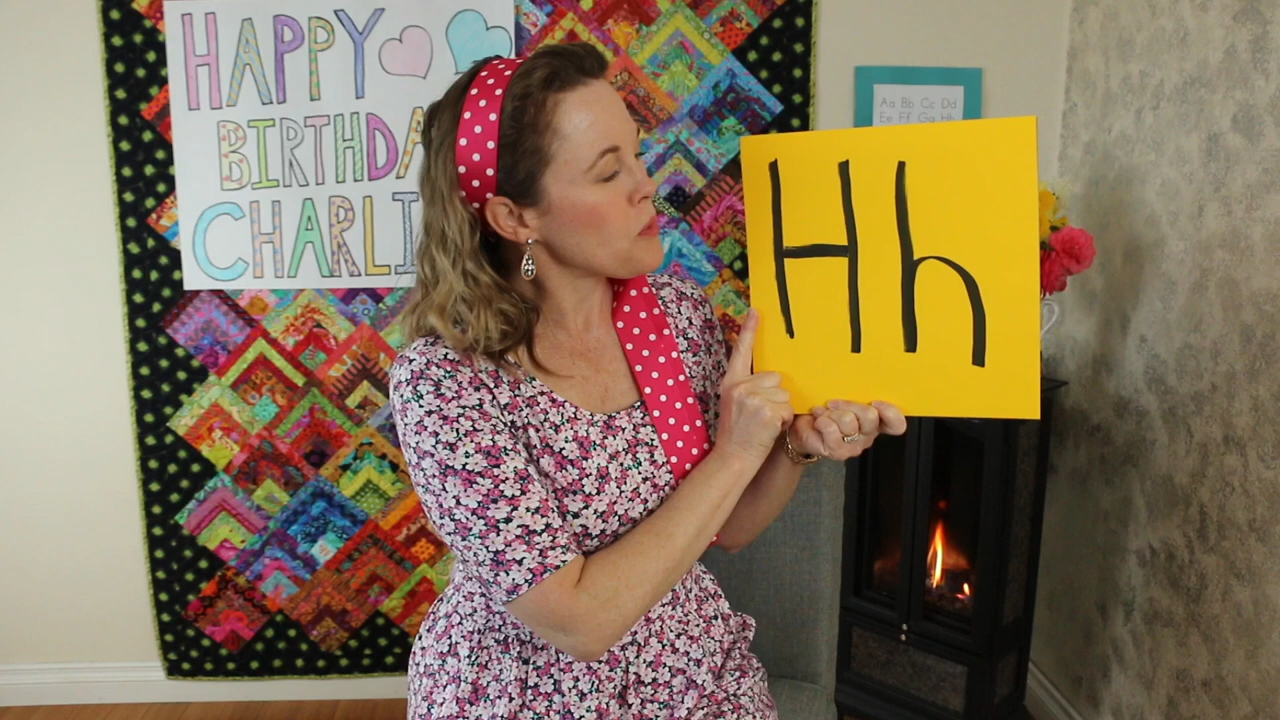 HAPPY
BIRTHDA
CHARLI
Aa Bb Cc Dd
Ee Ff Gg Hh
Hh